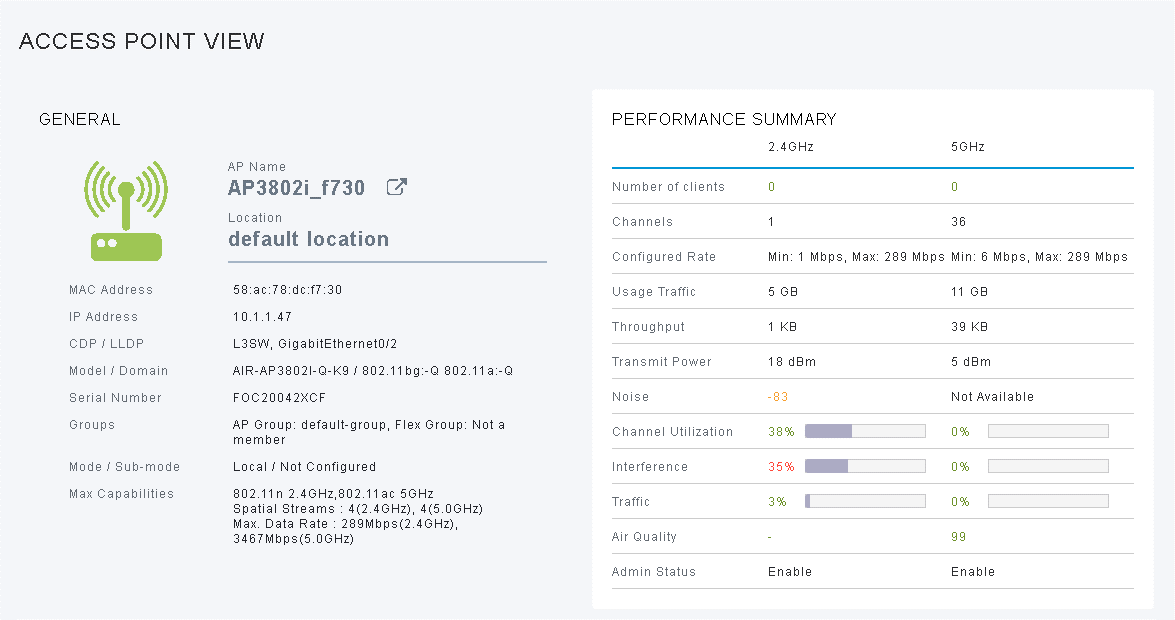 ACCESS POINT VIEW
GENERAL
AP Name
AP3802i_f730
Location
default location
MAC Address 58:ac:78:dc:f7:30
IP Address 10.1.1.47
CDP / LLDP L3SW, GigabitEthernet0/2
Model / Domain AIR-AP3802I-Q-K9 / 802.11bg:-Q 802.11a:-Q
Serial Number FOC20042XCF
Groups AP Group: default-group, Flex Group: Not a
member
Mode / Sub-mode Local / Not Configured
Max Capabilities 802.11n 2.4GHz,802.11ac 5GHz
Spatial Streams : 4(2.4GHz), 4(5.0GHz)
Max. Data Rate : 289Mbps(2.4GHz),
3467Mbps(5.0GHz)
PERFORMANCE SUMMARY
2.4GHz 5GHz
Number of clients 0 0
Channels 1 36
Configured Rate Min: 1 Mbps, Max: 289 Mbps Min: 6 Mbps, Max: 289 Mbps
Usage Traffic 5 GB 11 GB
Throughput 1 KB 39 KB
Transmit Power 18 dBm 5 dBm
Noise -83 Not Available
Channel Utilization 38% 0%
Interference 35% 0%
Traffic 3% 0%
Air Quality - 99
Admin Status Enable Enable